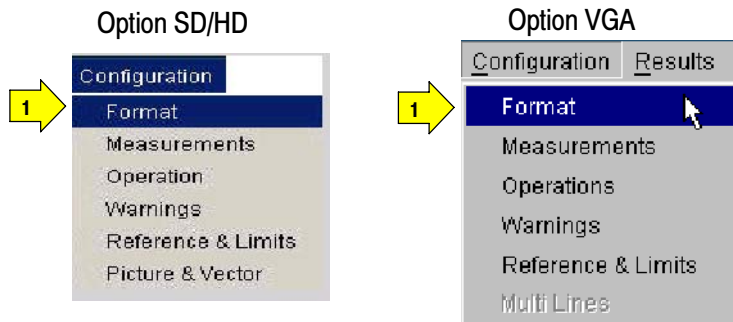 Option SD/HD
Configuration
1
Format
Measurements
Operation
Warnings
Reference & Limits
Picture & Vector
Option VGA
Configuration Results
1
Format
Measurements
Operations
Warnings
Reference & Limits
Multi Lines